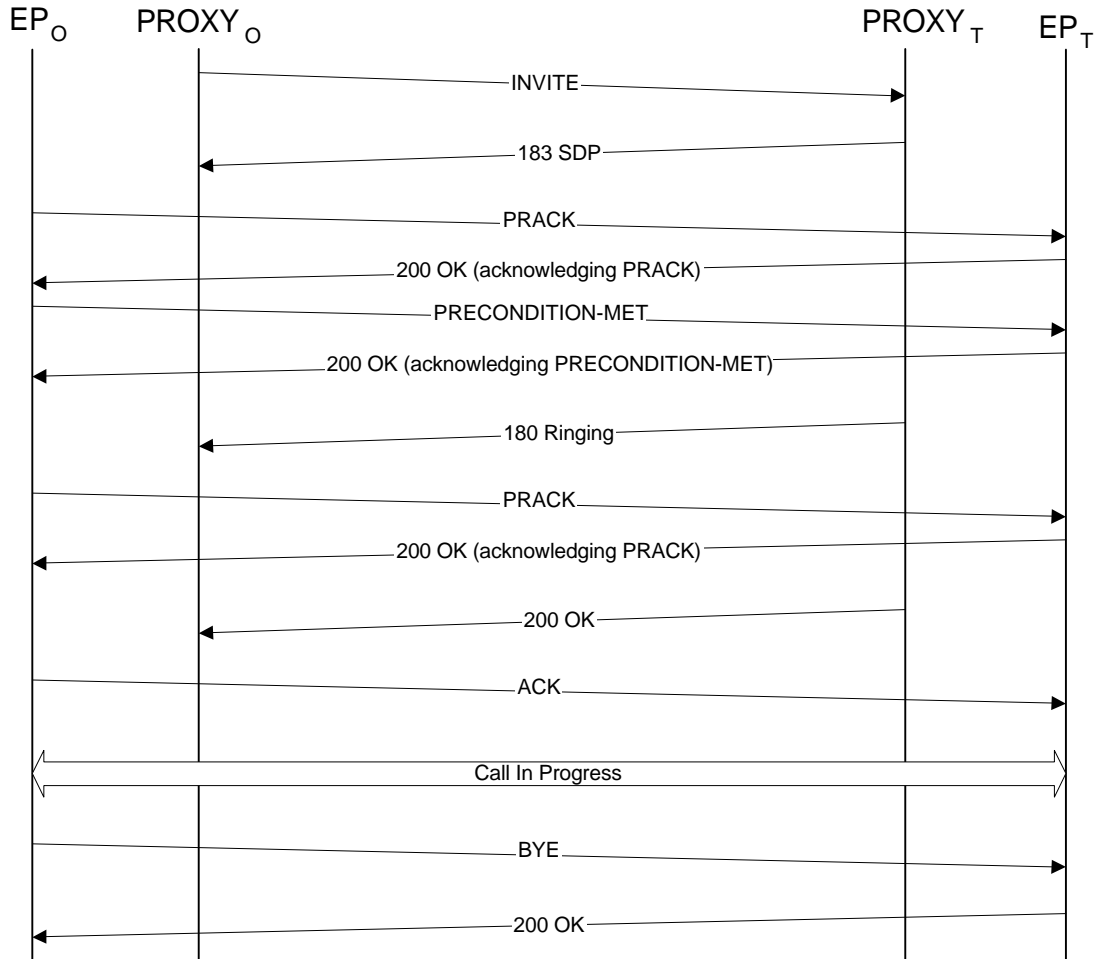 EP_O PROXY_O PROXY_T EP_T
INVITE
183 SDP
PRACK
200 OK (acknowledging PRACK)
PRECONDITION-MET
200 OK (acknowledging PRECONDITION-MET)
180 Ringing
PRACK
200 OK (acknowledging PRACK)
200 OK
ACK
Call In Progress
BYE
200 OK